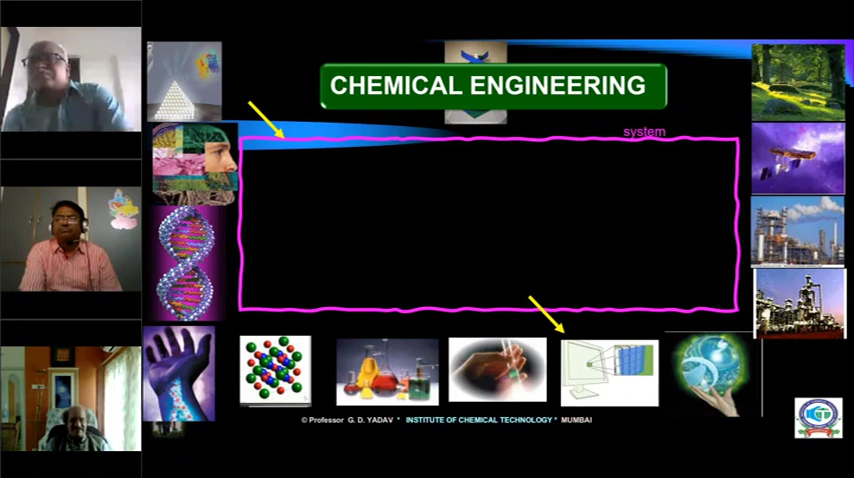 CHEMICAL ENGINEERING
system
© Professor G. D. YADAV * INSTITUTE OF CHEMICAL TECHNOLOGY * MUMBAI